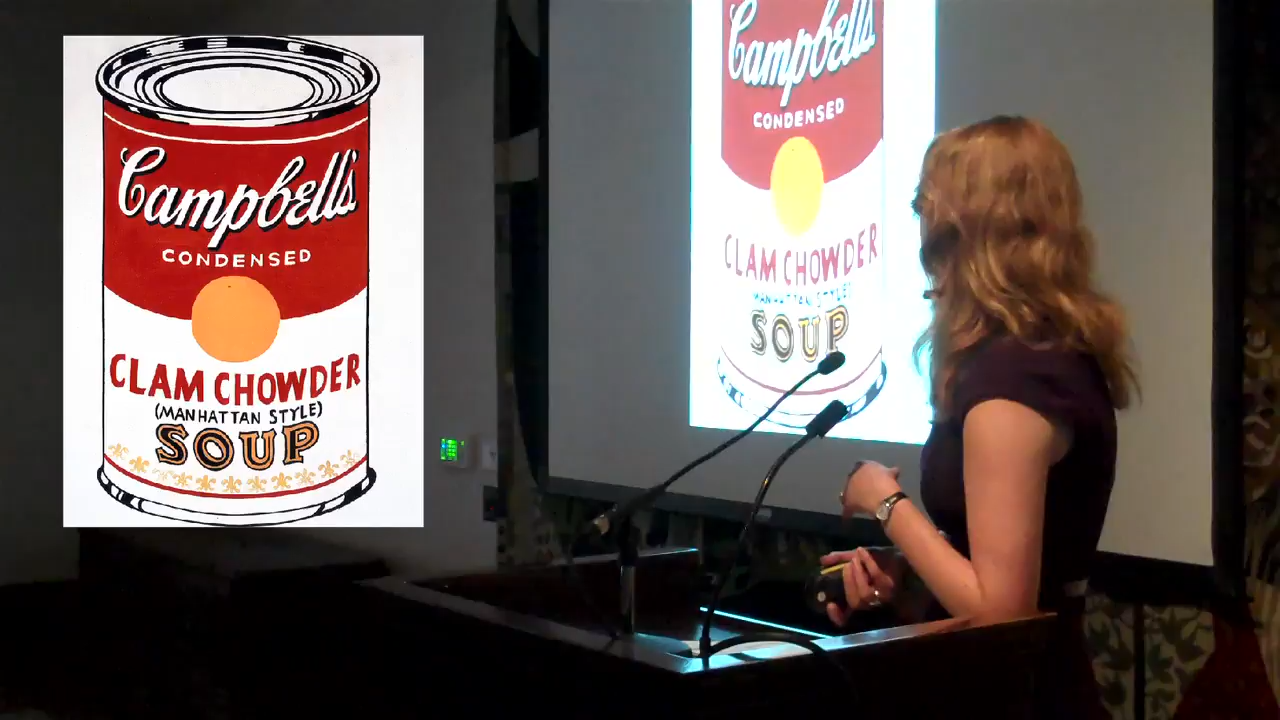 Campbell's
CONDENSED
CLAM CHOWDER
(MANHATTAN STYLE)
SOUP
Campbell's
CONDENSED
CLAM CHOWDER
(MANHATTAN STYLE)
SOUP